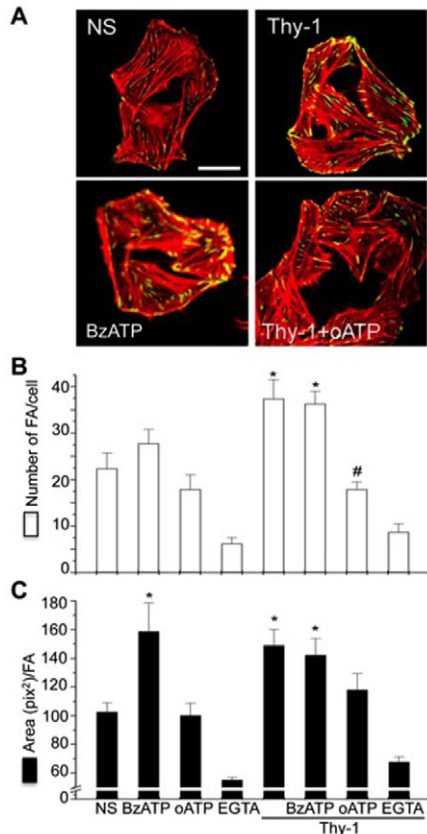 A
NS
Thy-1
BzATP
Thy-1+oATP
B
Number of FA/cell
40
30
20
10
0
*
*
#
C
Area (pix²)/FA
180
160
140
120
100
80
60
0
*
*
*
NS BzATP oATP EGTA BzATP oATP EGTA
Thy-1